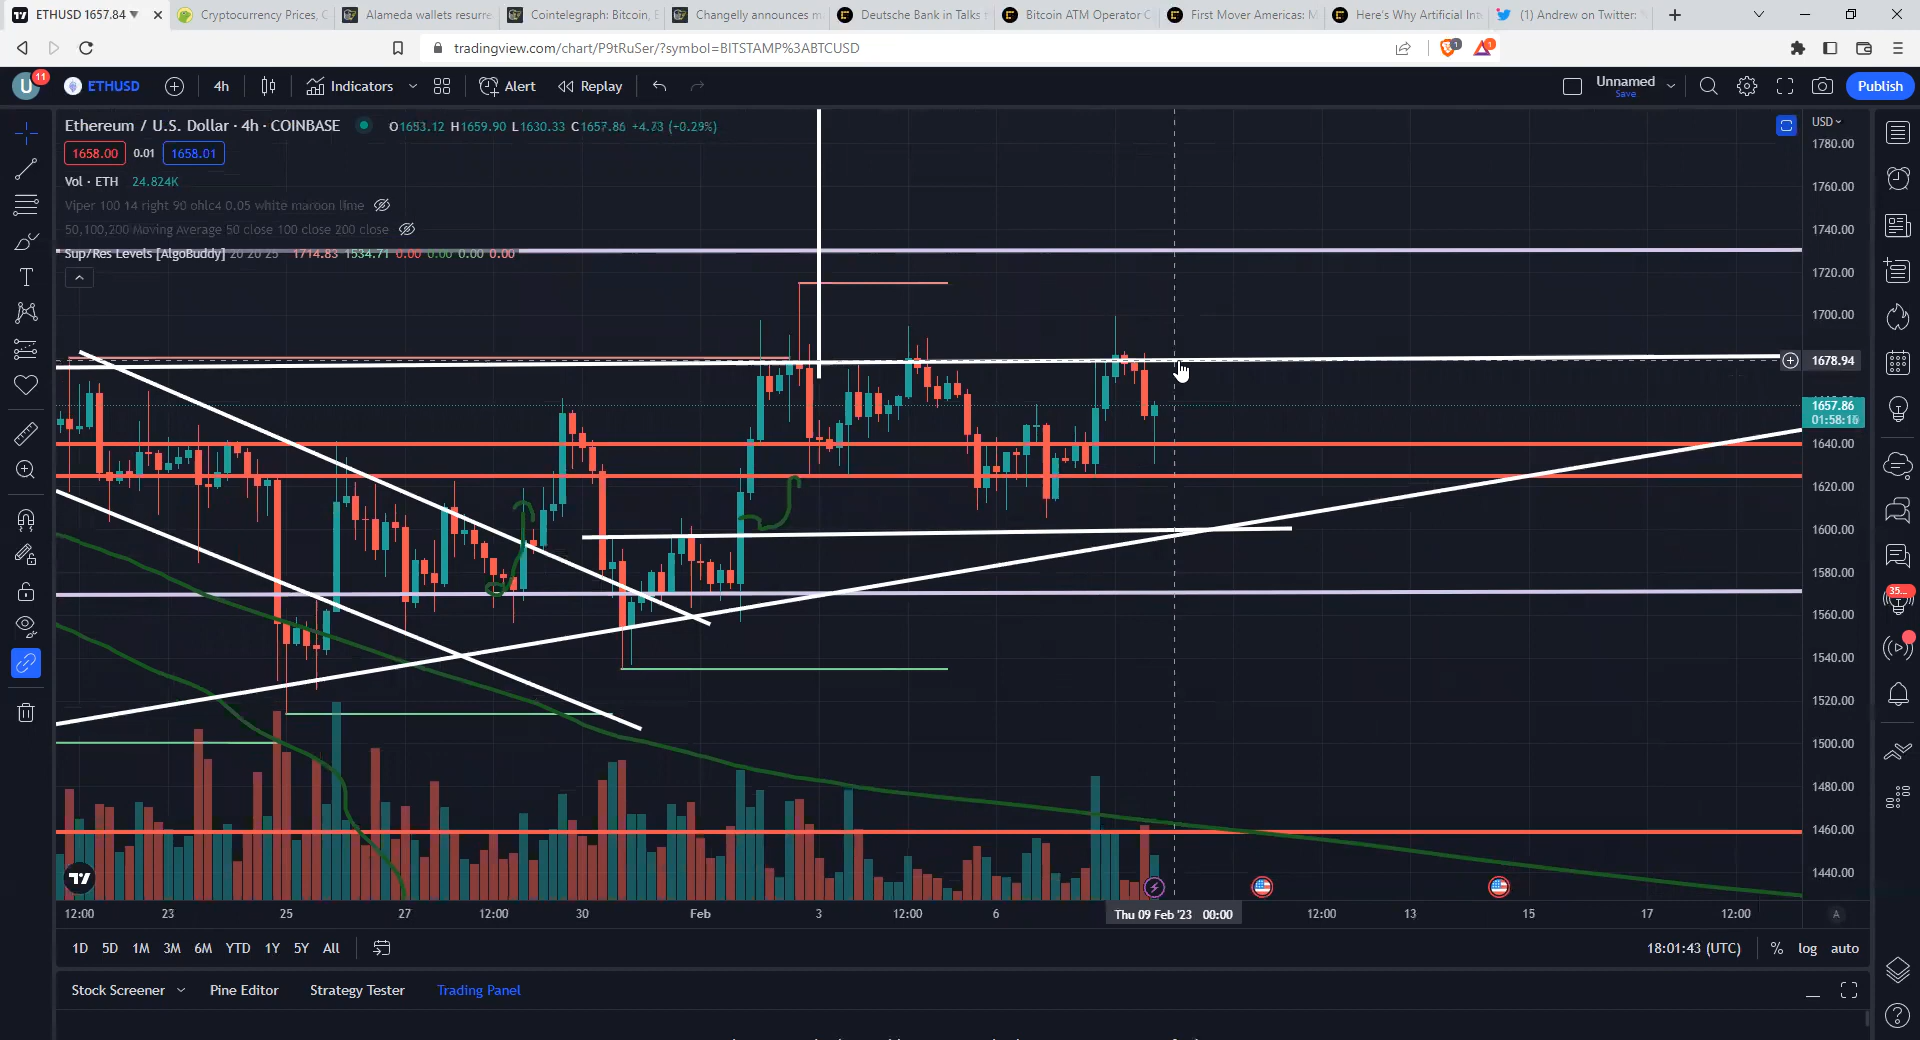 ETHUSD 1657.84
Cryptocurrency Prices, C
Alameda wallets resurre
Cointelegraph: Bitcoin, E
Changelly announces m
Deutsche Bank in Talks t
Bitcoin ATM Operator C
First Mover Americas: M
Here's Why Artificial Int
(1) Andrew on Twitter:
tradingview.com/chart/P9tRuSer/?symbol=BITSTAMP%3ABTCUSD
1
1
U
11
ETHUSD
4h
Indicators
Alert
Replay
Unnamed
Save
Publish
Ethereum / U.S. Dollar · 4h · COINBASE
O1653.12 H1659.90 L1630.33 C1657.86 +4.73 (+0.29%)
1658.00 0.01 1658.01
Vol · ETH 24.824K
Viper 100 14 right 90 ohlc4 0.05 white maroon lime
50,100,200 Moving Average 50 close 100 close 200 close
Sup/Res Levels [AlgoBuddy] 20 20 25 1714.83 1534.71 0.00 0.00 0.00 0.00
USD
1780.00
1760.00
1740.00
1720.00
1700.00
1678.94
1657.86
01:58:16
1640.00
1620.00
1600.00
1580.00
1560.00
1540.00
1520.00
1500.00
1480.00
1460.00
1440.00
35...
12:00 23 25 27 12:00 30 Feb 3 12:00 6 Thu 09 Feb '23 00:00 12:00 13 15 17 12:00 A
1D 5D 1M 3M 6M YTD 1Y 5Y All
18:01:43 (UTC) % log auto
Stock Screener Pine Editor Strategy Tester Trading Panel